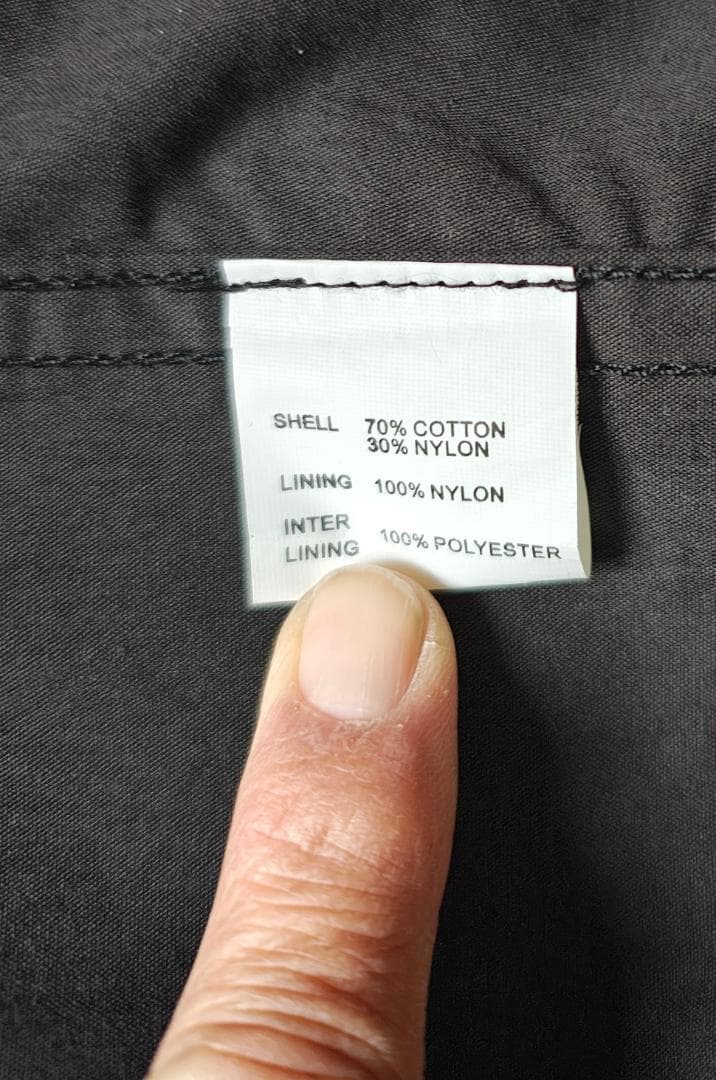 SHELL 70% COTTON
30% NYLON
LINING 100% NYLON
INTER
LINING 100% POLYESTER